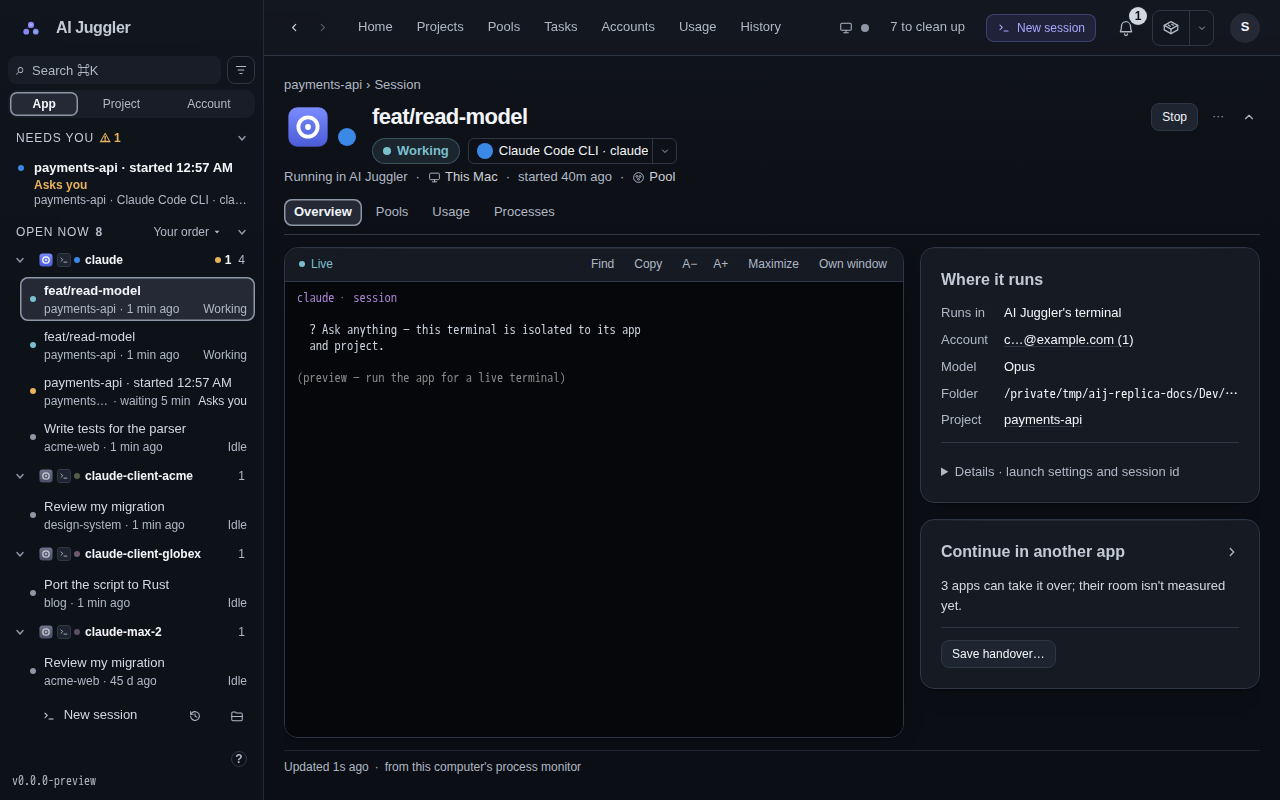 AI Juggler
Search ⌘K
App Project Account
NEEDS YOU 1
payments-api · started 12:57 AM
Asks you
payments-api · Claude Code CLI · cla…
OPEN NOW 8 Your order
claude 1 4
feat/read-model
payments-api · 1 min ago Working
feat/read-model
payments-api · 1 min ago Working
payments-api · started 12:57 AM
payments… · waiting 5 min Asks you
Write tests for the parser
acme-web · 1 min ago Idle
claude-client-acme 1
Review my migration
design-system · 1 min ago Idle
claude-client-globex 1
Port the script to Rust
blog · 1 min ago Idle
claude-max-2 1
Review my migration
acme-web · 45 d ago Idle
New session
?
v0.0.0-preview
Home Projects Pools Tasks Accounts Usage History
7 to clean up New session 1 S
payments-api › Session
feat/read-model
Stop ···
Working Claude Code CLI · claude
Running in AI Juggler · This Mac · started 40m ago · Pool
Overview Pools Usage Processes
Live Find Copy A− A+ Maximize Own window
claude · session
? Ask anything — this terminal is isolated to its app
and project.
(preview — run the app for a live terminal)
Where it runs
Runs in AI Juggler's terminal
Account c…@example.com (1)
Model Opus
Folder /private/tmp/aij-replica-docs/Dev/…
Project payments-api
Details · launch settings and session id
Continue in another app
3 apps can take it over; their room isn't measured
yet.
Save handover…
Updated 1s ago · from this computer's process monitor